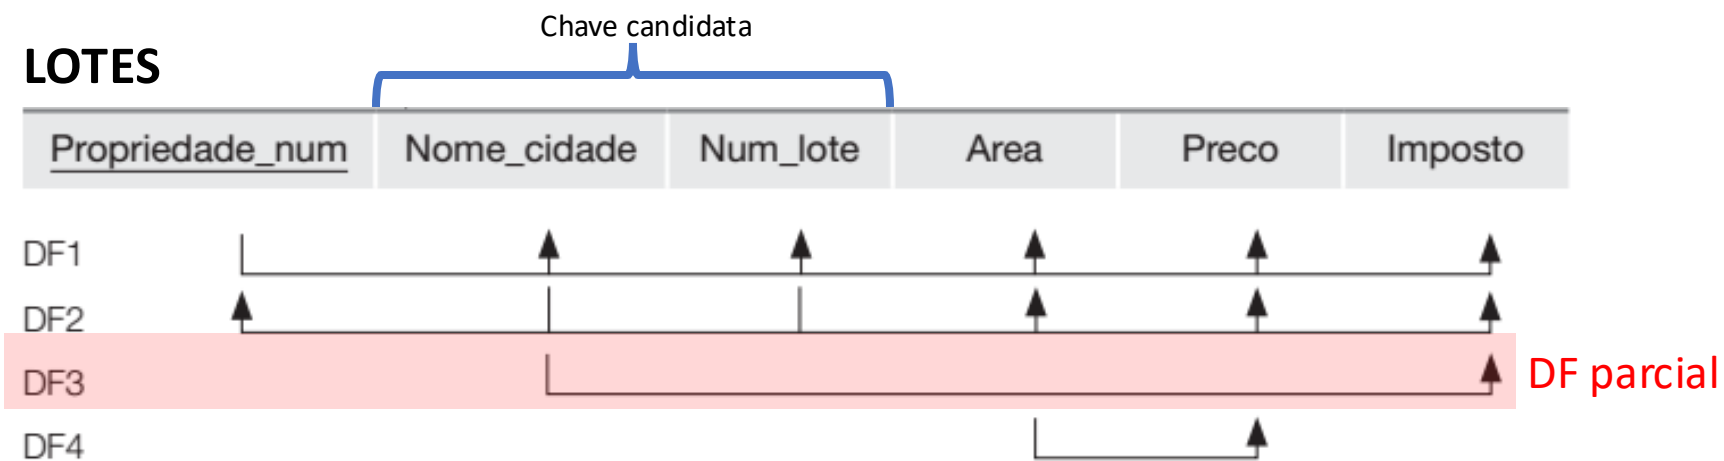 Chave candidata
LOTES
Propriedade_num Nome_cidade Num_lote Area Preco Imposto
DF1
DF2
DF3 DF parcial
DF4